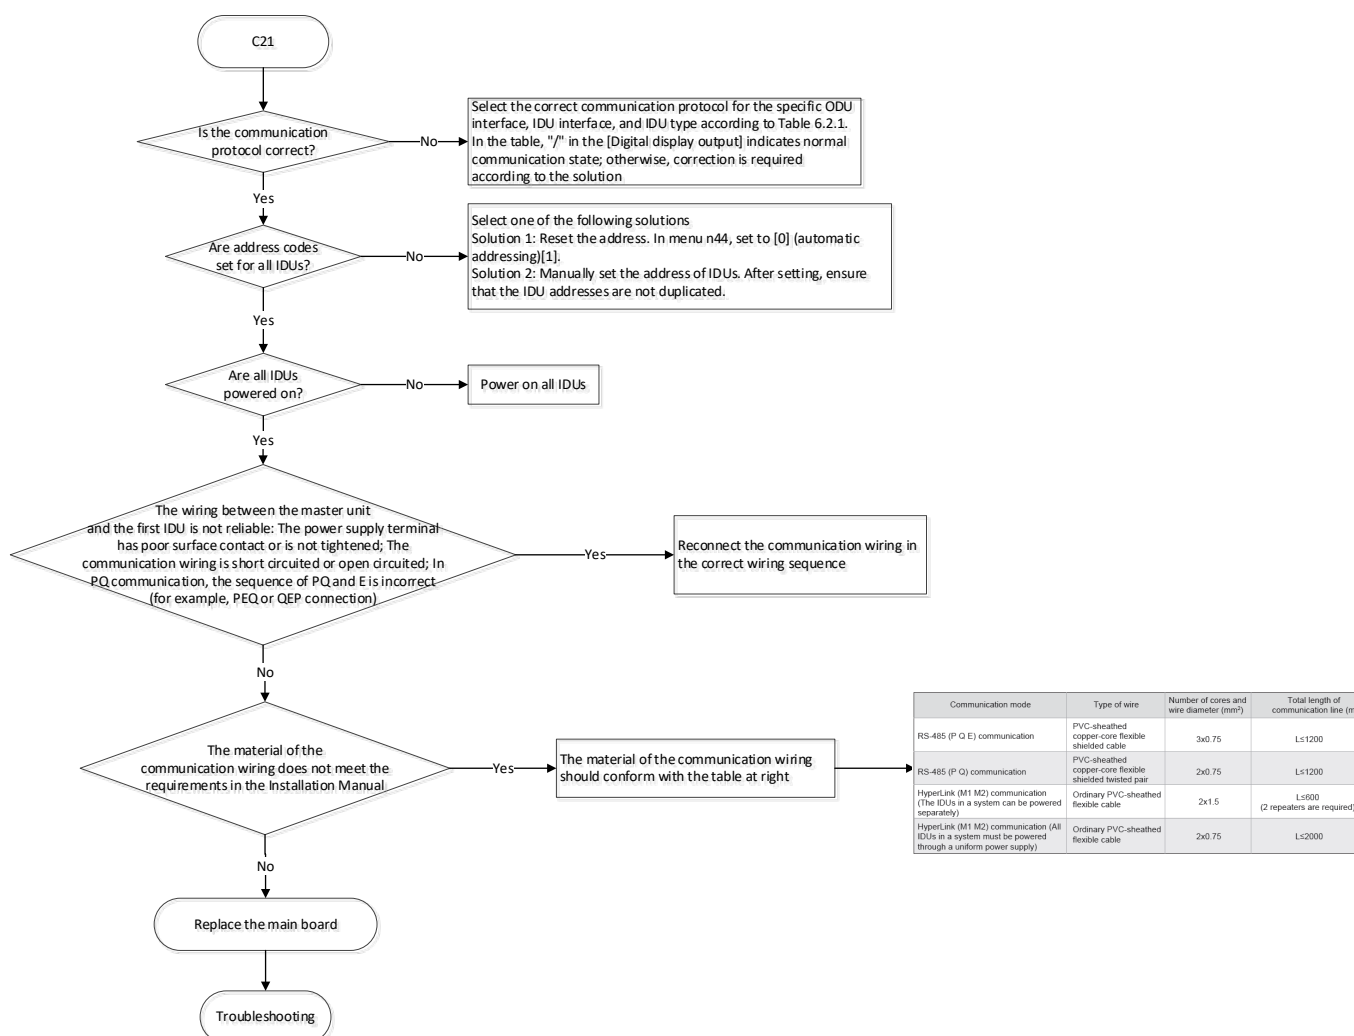 C21
Is the communication
protocol correct?
No
Select the correct communication protocol for the specific ODU
interface, IDU interface, and IDU type according to Table 6.2.1.
In the table, "/" in the [Digital display output] indicates normal
communication state; otherwise, correction is required
according to the solution
Yes
Are address codes
set for all IDUs?
No
Select one of the following solutions
Solution 1: Reset the address. In menu n44, set to [0] (automatic
addressing)[1].
Solution 2: Manually set the address of IDUs. After setting, ensure
that the IDU addresses are not duplicated.
Yes
Are all IDUs
powered on?
No
Power on all IDUs
Yes
The wiring between the master unit
and the first IDU is not reliable: The power supply terminal
has poor surface contact or is not tightened; The
communication wiring is short circuited or open circuited; In
PQ communication, the sequence of PQ and E is incorrect
(for example, PEQ or QEP connection)
Yes
Reconnect the communication wiring in
the correct wiring sequence
No
The material of the
communication wiring does not meet the
requirements in the Installation Manual
Yes
The material of the communication wiring
should conform with the table at right
Communication mode
Type of wire
Number of cores and
wire diameter (mm²)
Total length of
communication line (m
RS-485 (P Q E) communication
PVC-sheathed
copper-core flexible
shielded cable
3x0.75
L≤1200
RS-485 (P Q) communication
PVC-sheathed
copper-core flexible
shielded twisted pair
2x0.75
L≤1200
HyperLink (M1 M2) communication
(The IDUs in a system can be powered
separately)
Ordinary PVC-sheathed
flexible cable
2x1.5
L≤600
(2 repeaters are required)
HyperLink (M1 M2) communication (All
IDUs in a system must be powered
through a uniform power supply)
Ordinary PVC-sheathed
flexible cable
2x0.75
L≤2000
No
Replace the main board
Troubleshooting